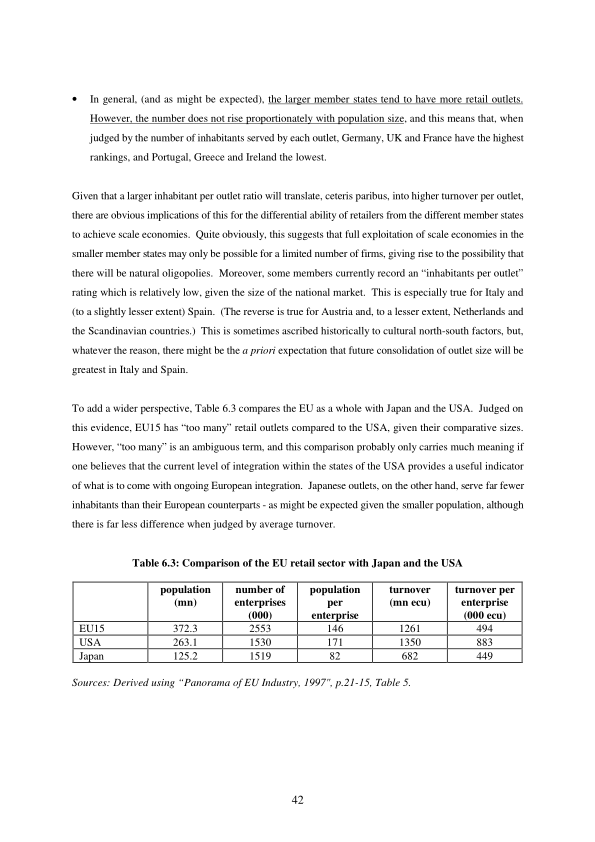 • In general, (and as might be expected), the larger member states tend to have more retail outlets.
However, the number does not rise proportionately with population size, and this means that, when
judged by the number of inhabitants served by each outlet, Germany, UK and France have the highest
rankings, and Portugal, Greece and Ireland the lowest.
Given that a larger inhabitant per outlet ratio will translate, ceteris paribus, into higher turnover per outlet,
there are obvious implications of this for the differential ability of retailers from the different member states
to achieve scale economies. Quite obviously, this suggests that full exploitation of scale economies in the
smaller member states may only be possible for a limited number of firms, giving rise to the possibility that
there will be natural oligopolies. Moreover, some members currently record an “inhabitants per outlet”
rating which is relatively low, given the size of the national market. This is especially true for Italy and
(to a slightly lesser extent) Spain. (The reverse is true for Austria and, to a lesser extent, Netherlands and
the Scandinavian countries.) This is sometimes ascribed historically to cultural north-south factors, but,
whatever the reason, there might be the a priori expectation that future consolidation of outlet size will be
greatest in Italy and Spain.
To add a wider perspective, Table 6.3 compares the EU as a whole with Japan and the USA. Judged on
this evidence, EU15 has “too many” retail outlets compared to the USA, given their comparative sizes.
However, “too many” is an ambiguous term, and this comparison probably only carries much meaning if
one believes that the current level of integration within the states of the USA provides a useful indicator
of what is to come with ongoing European integration. Japanese outlets, on the other hand, serve far fewer
inhabitants than their European counterparts - as might be expected given the smaller population, although
there is far less difference when judged by average turnover.
Table 6.3: Comparison of the EU retail sector with Japan and the USA
population number of population turnover turnover per
(mn) enterprises per (mn ecu) enterprise
(000) enterprise (000 ecu)
EU15 372.3 2553 146 1261 494
USA 263.1 1530 171 1350 883
Japan 125.2 1519 82 682 449
Sources: Derived using “Panorama of EU Industry, 1997", p.21-15, Table 5.
42